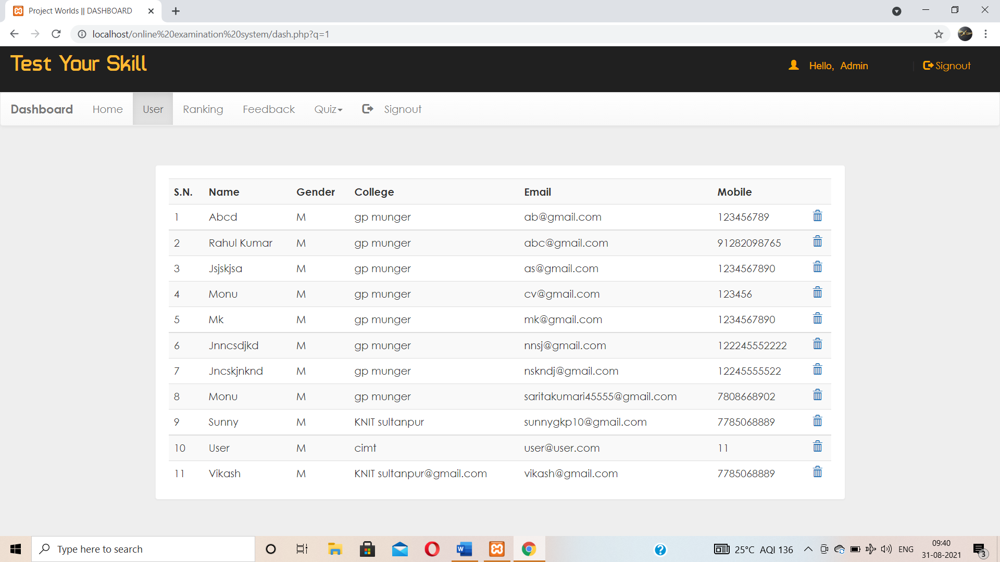 Project Worlds || DASHBOARD
localhost/online%20examination%20system/dash.php?q=1
Test Your Skill
Hello, Admin
Signout
Dashboard Home User Ranking Feedback Quiz Signout
S.N. Name Gender College Email Mobile
1 Abcd M gp munger ab@gmail.com 123456789
2 Rahul Kumar M gp munger abc@gmail.com 91282098765
3 Jsjskjsa M gp munger as@gmail.com 1234567890
4 Monu M gp munger cv@gmail.com 123456
5 Mk M gp munger mk@gmail.com 1234567890
6 Jnncsdjkd M gp munger nnsj@gmail.com 122245552222
7 Jncskjnknd M gp munger nskndj@gmail.com 12245555522
8 Monu M gp munger saritakumari45555@gmail.com 7808668902
9 Sunny M KNIT sultanpur sunnygkp10@gmail.com 7785068889
10 User M cimt user@user.com 11
11 Vikash M KNIT sultanpur@gmail.com vikash@gmail.com 7785068889
Type here to search
25°C AQI 136
ENG
09:40
31-08-2021
3